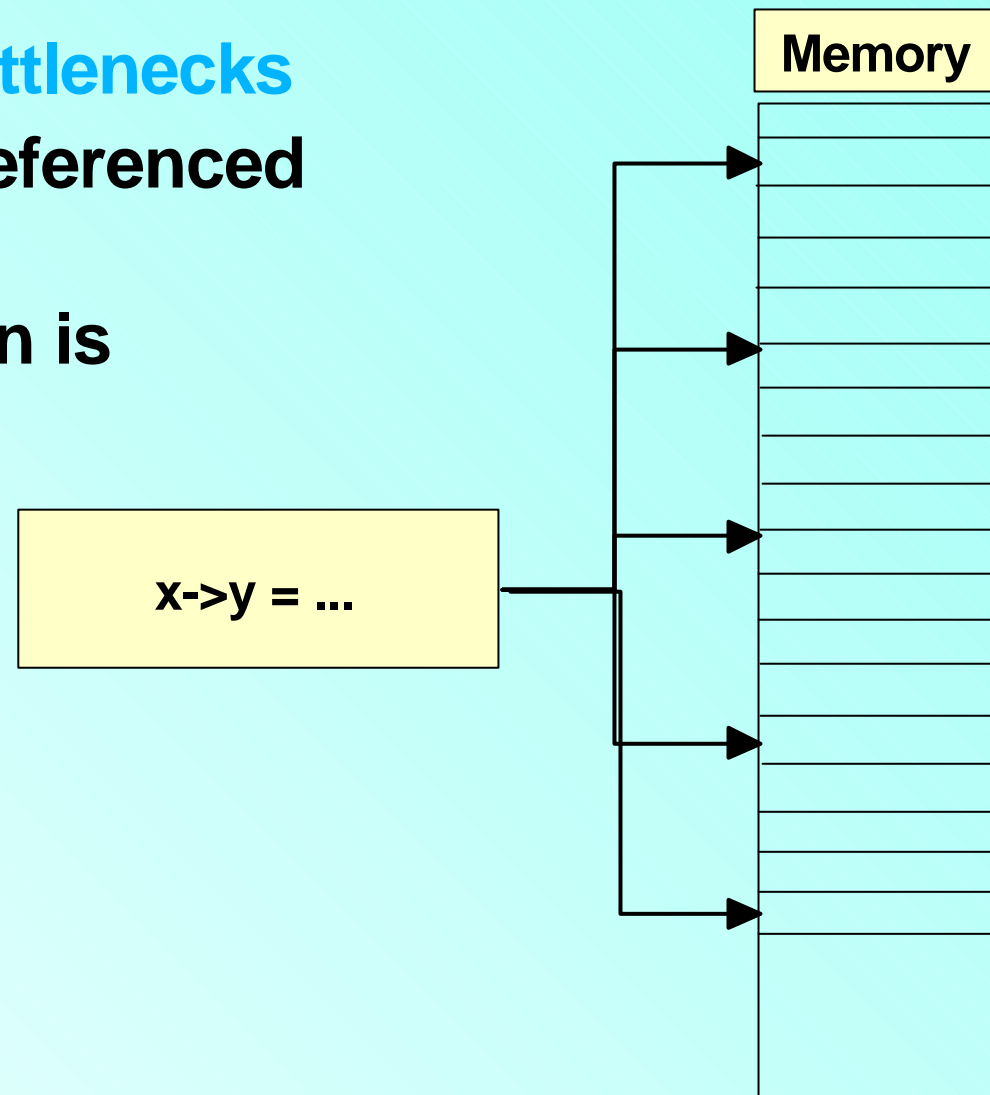 ttlenecks
Memory
eferenced
n is
x->y = ...